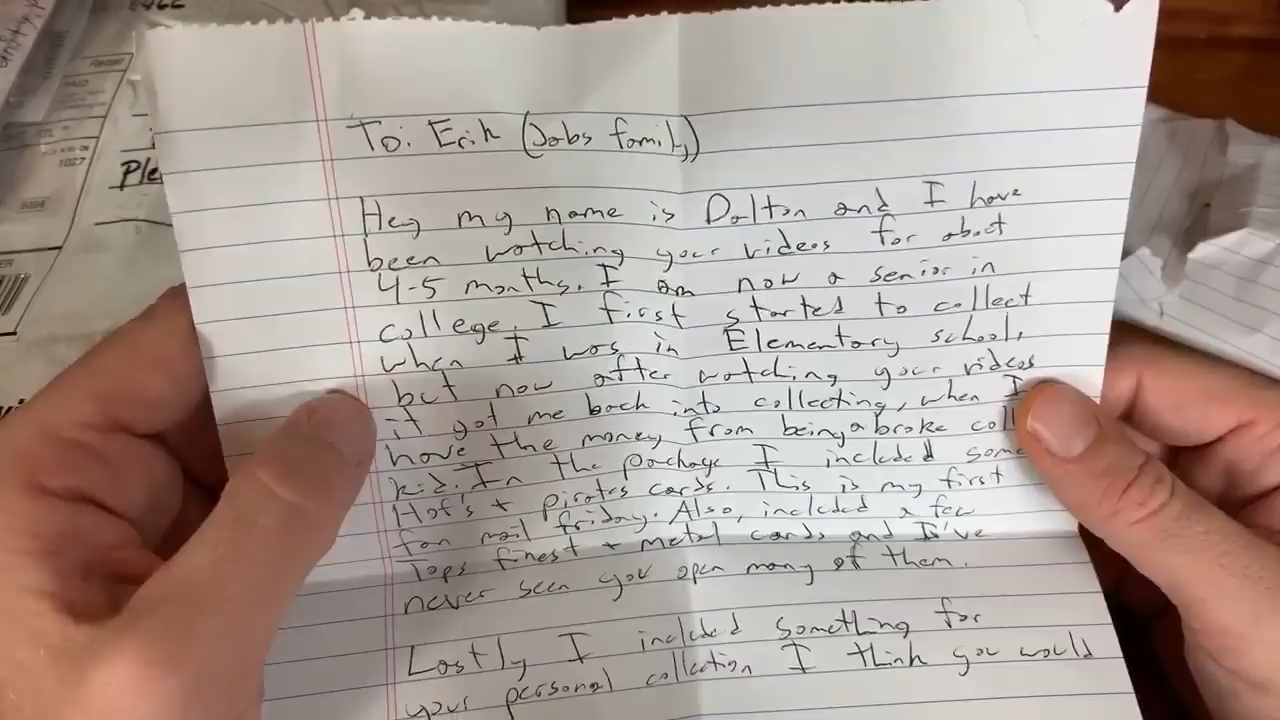 To: Erik (Jabs family)
Hey my name is Dalton and I have
been watching your videos for about
4-5 months. I am now a senior in
college. I first started to collect
when I was in Elementary school,
but now after watching your videos
it got me back into collecting, when I
have the money from being a broke coll
kid. In the package I included some
Hof's + pirates cards. This is my first
fan mail friday. Also, included a few
Tops finest + metal cards and I've
never seen you open many of them.
Lastly I included something for
your personal collection I think you would
Ple
1027